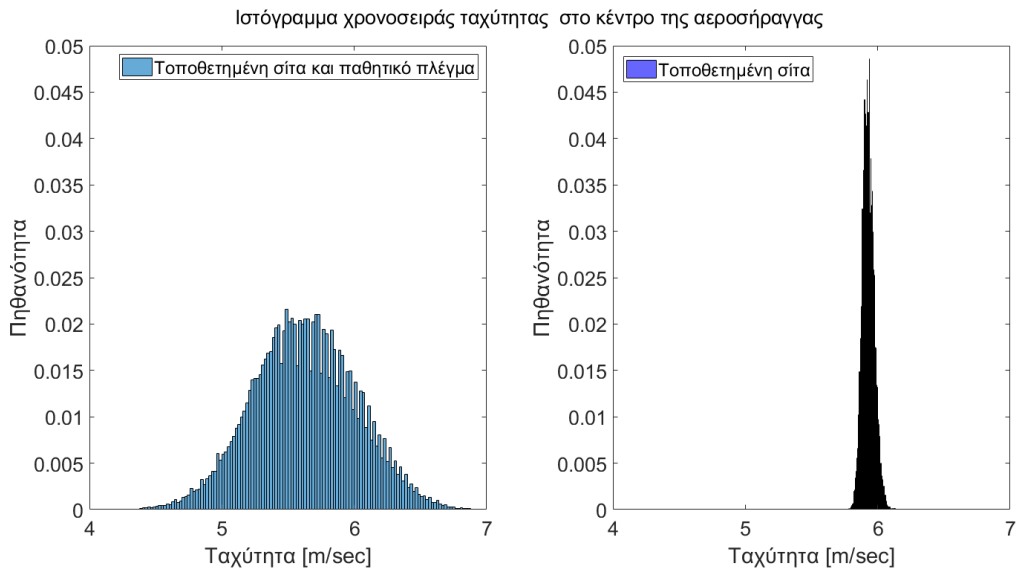 Ιστόγραμμα χρονοσειράς ταχύτητας στο κέντρο της αεροσήραγγας
0.05
0.045
0.04
0.035
0.03
0.025
0.02
0.015
0.01
0.005
0
Πηθανότητα
Τοποθετημένη σίτα και παθητικό πλέγμα
4 5 6 7
Ταχύτητα [m/sec]
0.05
0.045
0.04
0.035
0.03
0.025
0.02
0.015
0.01
0.005
0
Πηθανότητα
Τοποθετημένη σίτα
4 5 6 7
Ταχύτητα [m/sec]